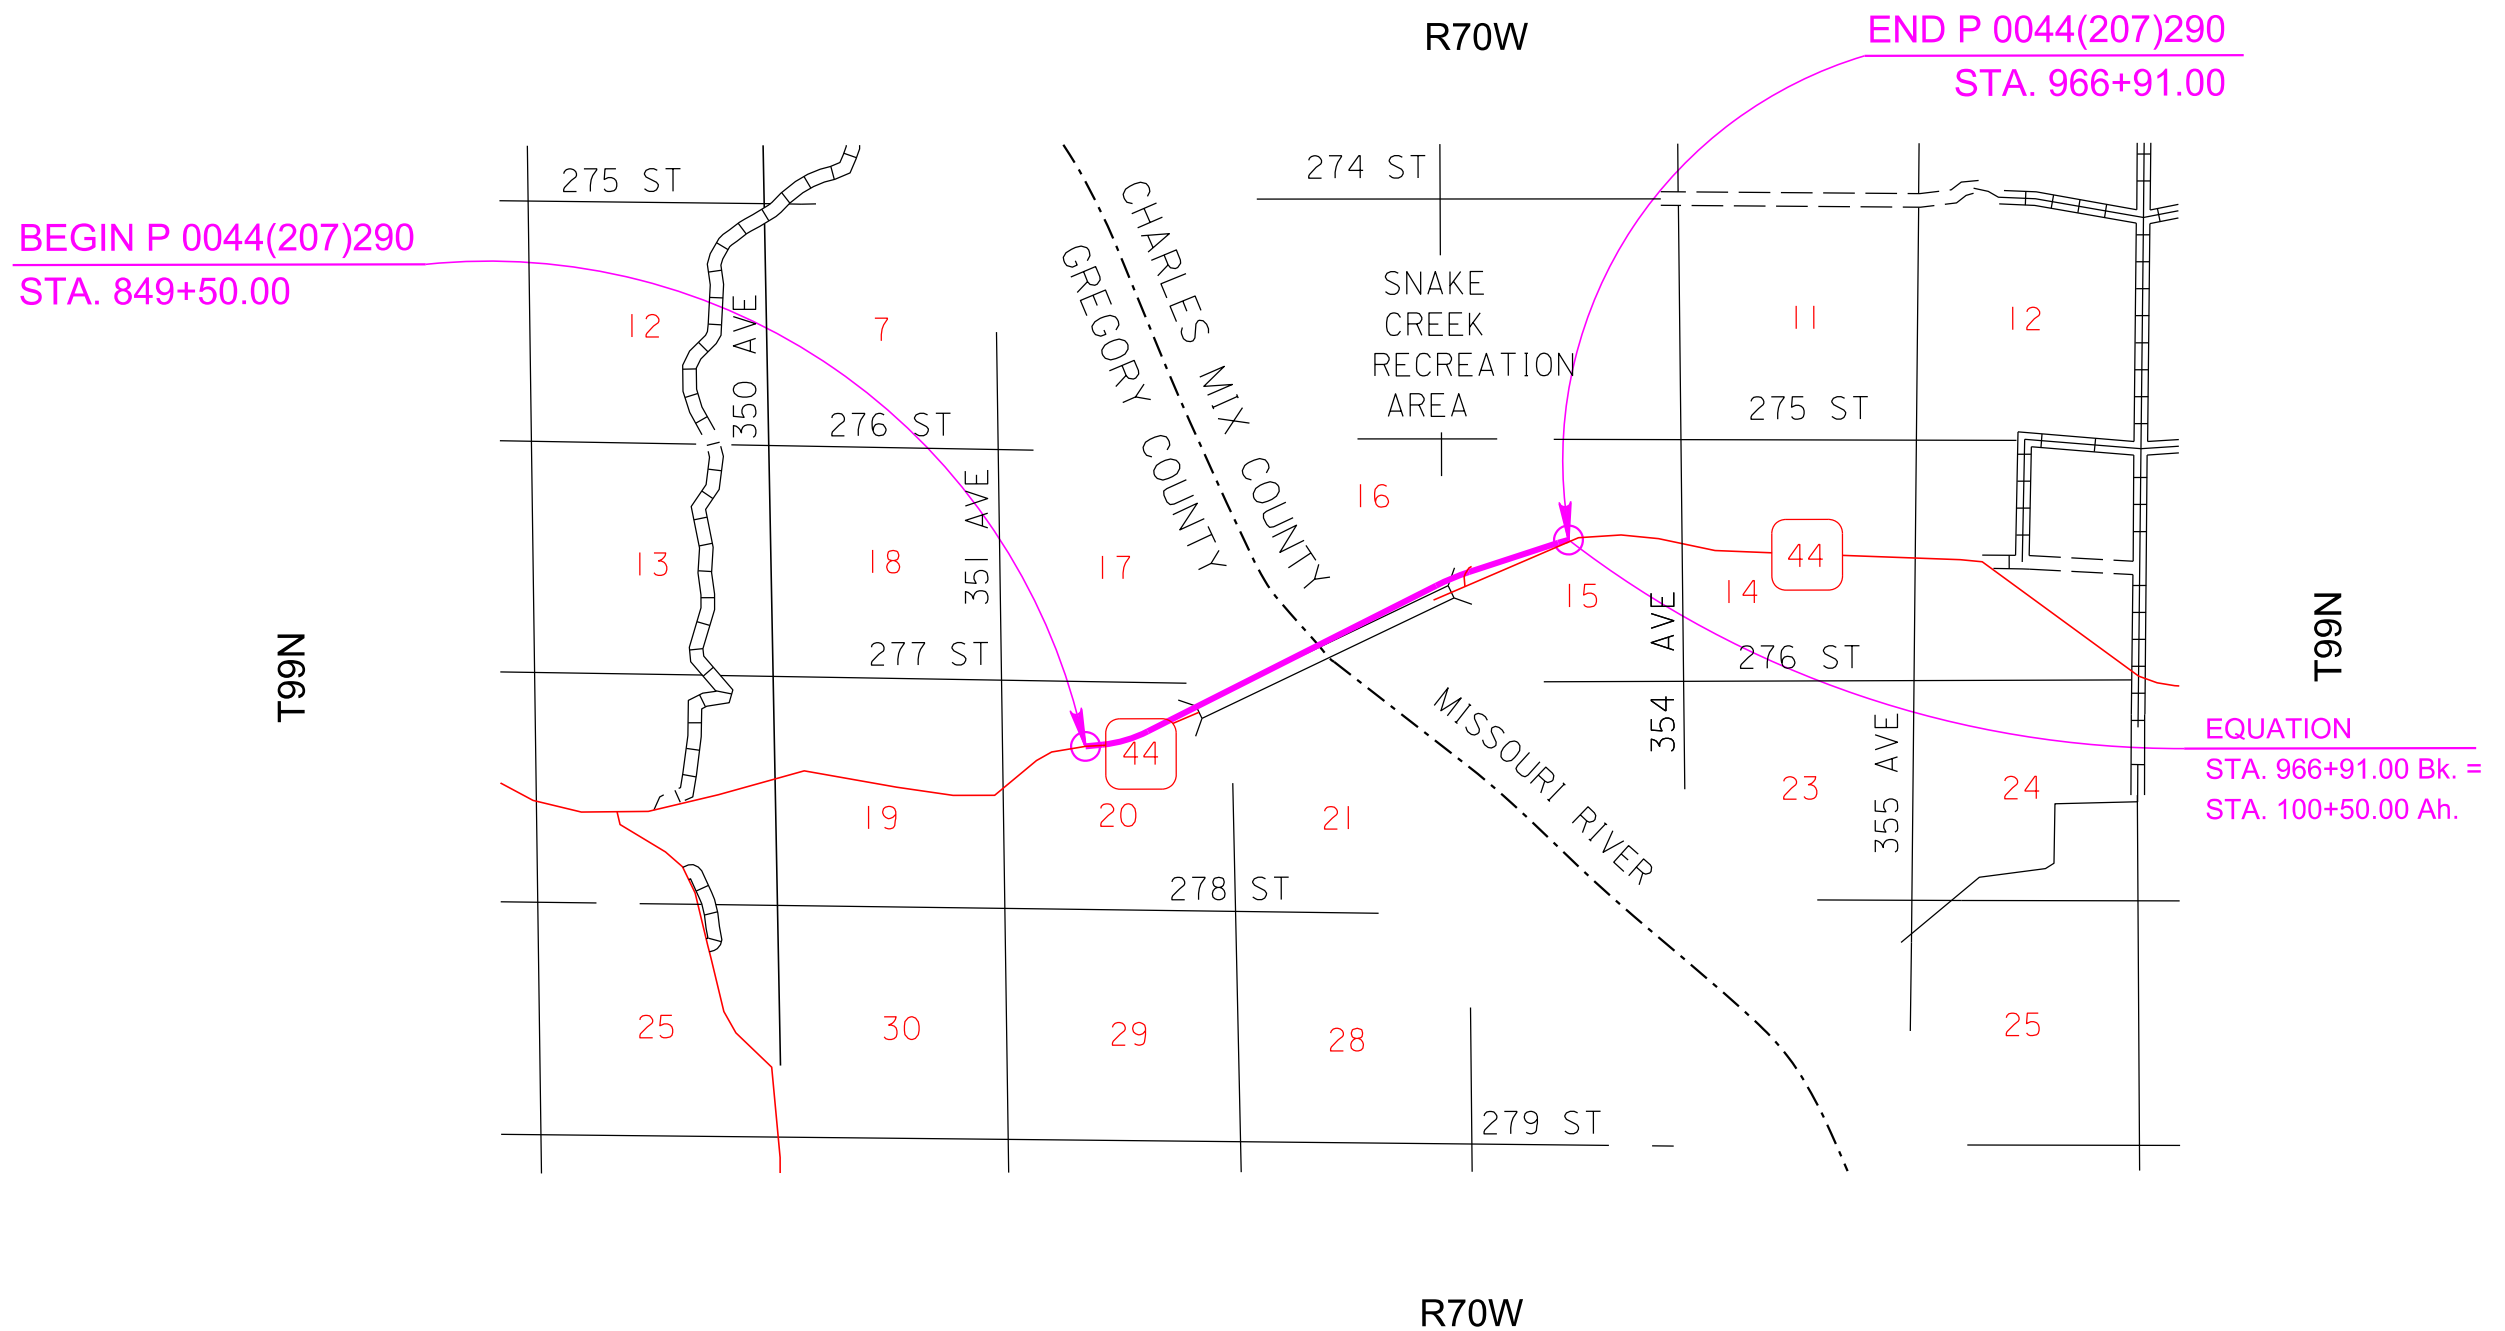 R70W
END P 0044(207)290
STA. 966+91.00
BEGIN P 0044(207)290
STA. 849+50.00
275 ST
274 ST
CHARLES MIX COUNTY
GREGORY COUNTY
SNAKE
CREEK
RECREATION
AREA
12
7
11
12
350 AVE
276 ST
275 ST
16
351 AVE
13
18
17
15
14
44
354 AVE
T99N
T99N
277 ST
276 ST
MISSOURI RIVER
44
355 AVE
EQUATION
STA. 966+91.00 Bk. =
STA. 100+50.00 Ah.
19
20
21
23
24
278 ST
25
30
29
28
25
279 ST
R70W